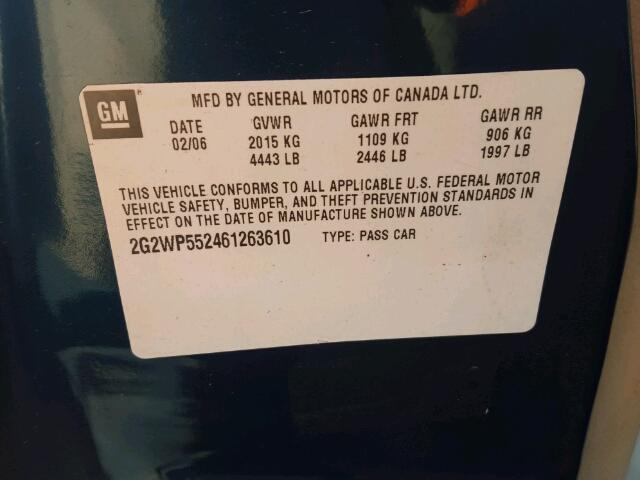 GM
MFD BY GENERAL MOTORS OF CANADA LTD.
DATE GVWR GAWR FRT GAWR RR
02/06 2015 KG 1109 KG 906 KG
4443 LB 2446 LB 1997 LB
THIS VEHICLE CONFORMS TO ALL APPLICABLE U.S. FEDERAL MOTOR
VEHICLE SAFETY, BUMPER, AND THEFT PREVENTION STANDARDS IN
EFFECT ON THE DATE OF MANUFACTURE SHOWN ABOVE.
2G2WP552461263610 TYPE: PASS CAR